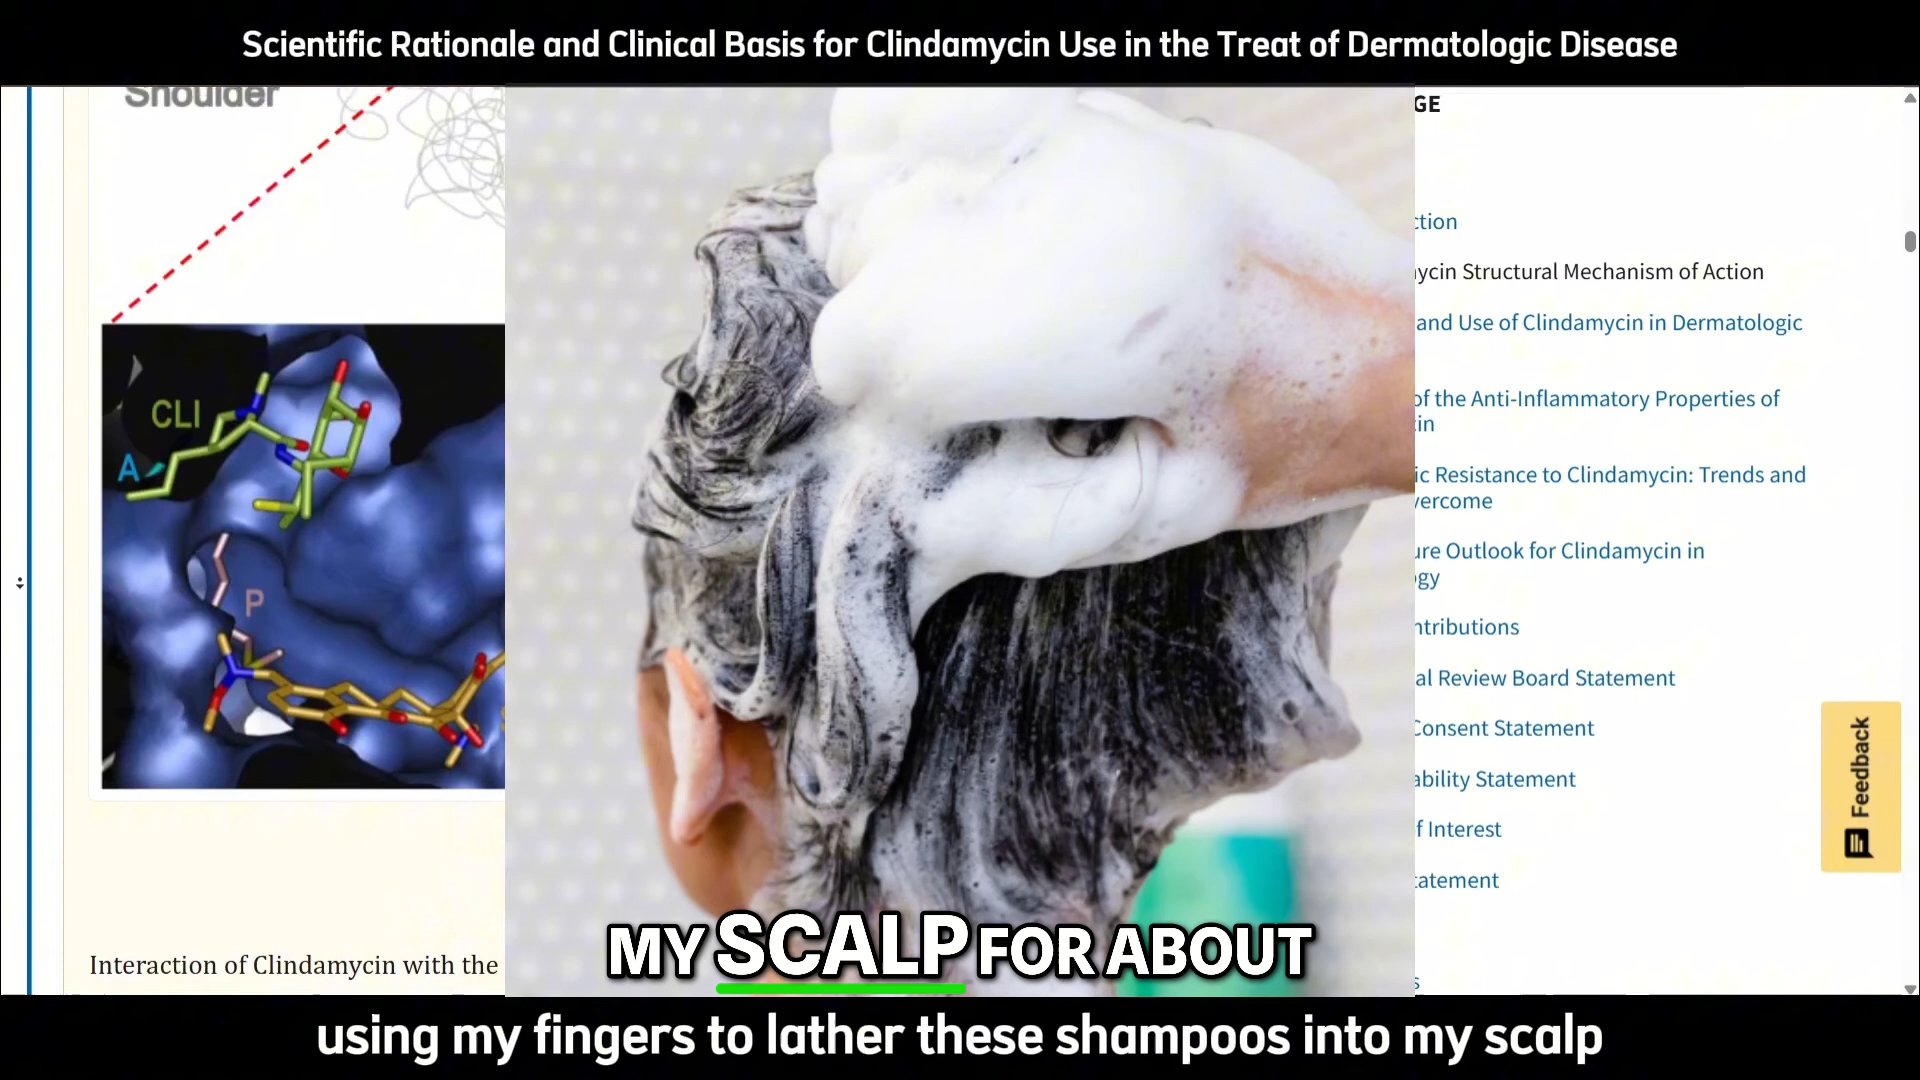 Scientific Rationale and Clinical Basis for Clindamycin Use in the Treat of Dermatologic Disease
Shoulder
CLI
A
P
Interaction of Clindamycin with the
MY SCALP FOR ABOUT
GE
ction
ycin Structural Mechanism of Action
and Use of Clindamycin in Dermatologic
of the Anti-Inflammatory Properties of
in
ic Resistance to Clindamycin: Trends and
vercome
ure Outlook for Clindamycin in
gy
ntributions
al Review Board Statement
Consent Statement
ability Statement
f Interest
tatement
s
Feedback
using my fingers to lather these shampoos into my scalp